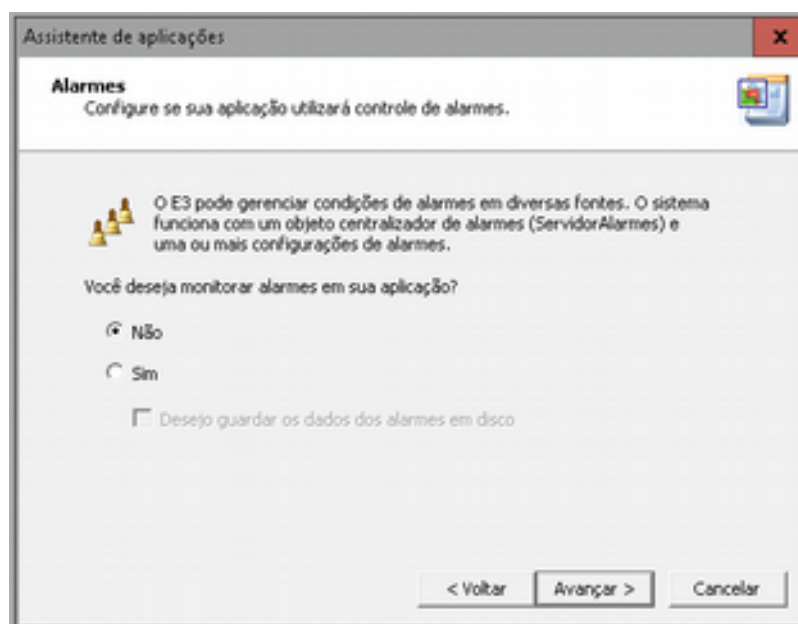 Assistente de aplicações
Alarmes
Configure se sua aplicação utilizará controle de alarmes.
O E3 pode gerenciar condições de alarmes em diversas fontes. O sistema
funciona com um objeto centralizador de alarmes (ServidorAlarmes) e
uma ou mais configurações de alarmes.
Você deseja monitorar alarmes em sua aplicação?
Não
Sim
Desejo guardar os dados dos alarmes em disco
< Voltar
Avançar >
Cancelar